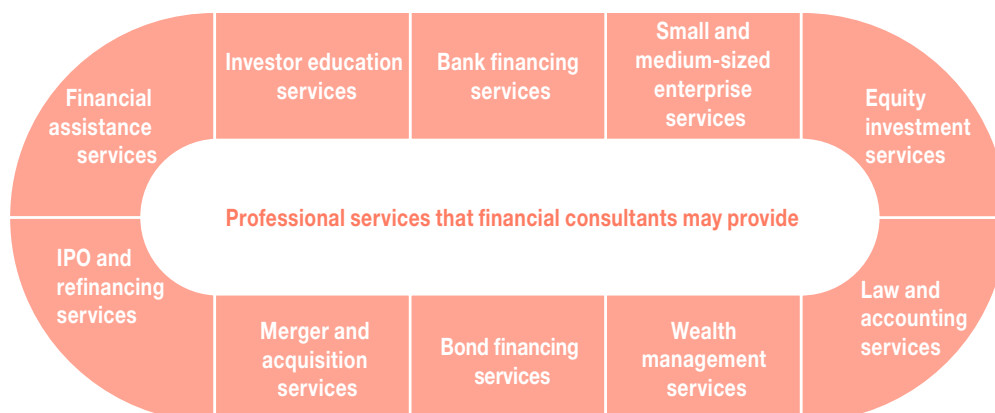 Financial
assistance
services
Investor education
services
Bank financing
services
Small and
medium-sized
enterprise
services
Equity
investment
services
Professional services that financial consultants may provide
IPO and
refinancing
services
Merger and
acquisition
services
Bond financing
services
Wealth
management
services
Law and
accounting
services